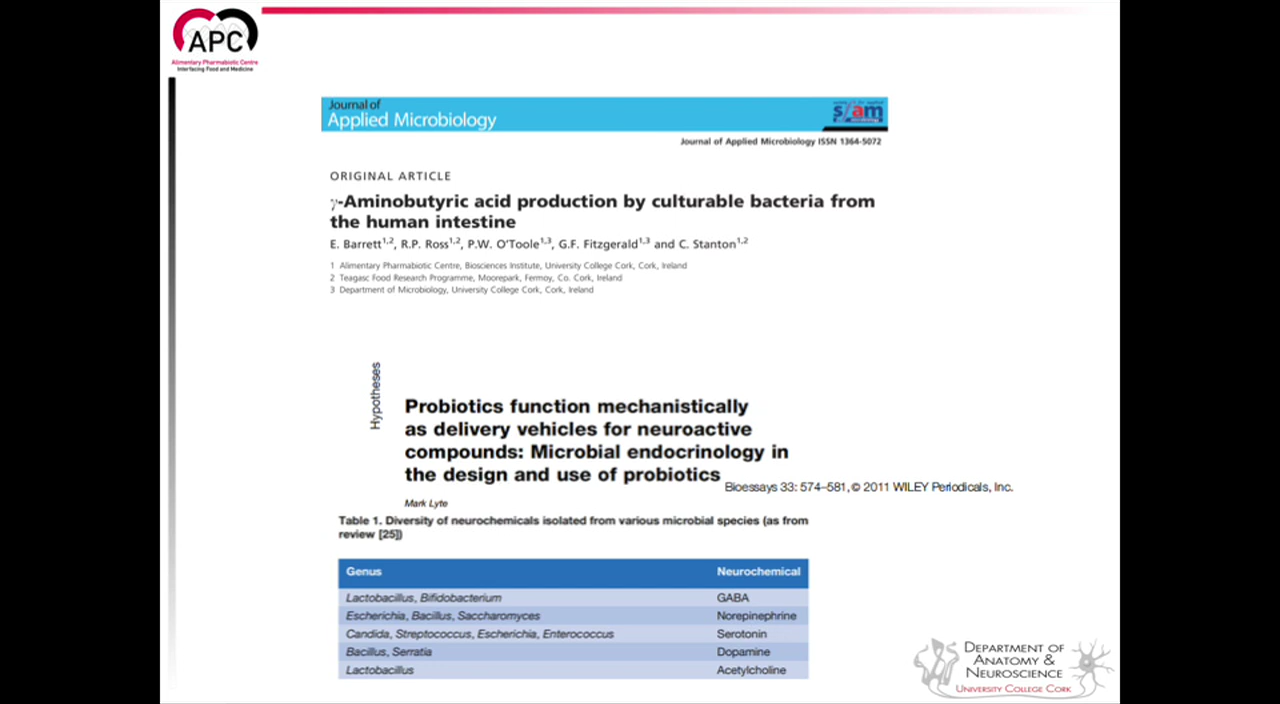 APC
Alimentary Pharmabiotic Centre
Interfacing Food and Medicine
Journal of
Applied Microbiology
s/am
Journal of Applied Microbiology ISSN 1364-5072
ORIGINAL ARTICLE
γ-Aminobutyric acid production by culturable bacteria from
the human intestine
E. Barrett1,2, R.P. Ross1,2, P.W. O'Toole1,3, G.F. Fitzgerald1,3 and C. Stanton1,2
1 Alimentary Pharmabiotic Centre, Biosciences Institute, University College Cork, Cork, Ireland
2 Teagasc Food Research Programme, Moorepark, Fermoy, Co. Cork, Ireland
3 Department of Microbiology, University College Cork, Cork, Ireland
Hypotheses
Probiotics function mechanistically
as delivery vehicles for neuroactive
compounds: Microbial endocrinology in
the design and use of probiotics
Bioessays 33: 574–581, © 2011 WILEY Periodicals, Inc.
Mark Lyte
Table 1. Diversity of neurochemicals isolated from various microbial species (as from
review [25])
Genus Neurochemical
Lactobacillus, Bifidobacterium GABA
Escherichia, Bacillus, Saccharomyces Norepinephrine
Candida, Streptococcus, Escherichia, Enterococcus Serotonin
Bacillus, Serratia Dopamine
Lactobacillus Acetylcholine
DEPARTMENT OF
ANATOMY &
NEUROSCIENCE
UNIVERSITY COLLEGE CORK